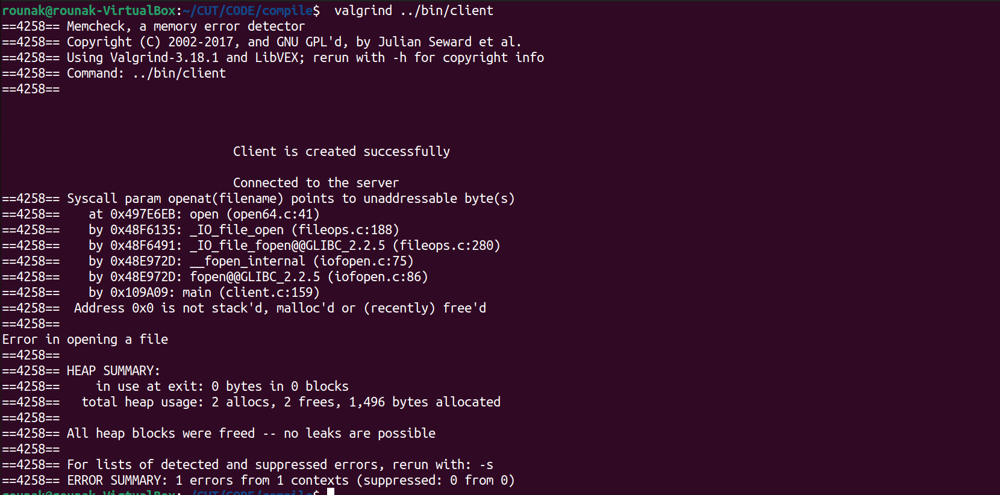 rounak@rounak-VirtualBox:~/CUT/CODE/compile$  valgrind ../bin/client
==4258== Memcheck, a memory error detector
==4258== Copyright (C) 2002-2017, and GNU GPL'd, by Julian Seward et al.
==4258== Using Valgrind-3.18.1 and LibVEX; rerun with -h for copyright info
==4258== Command: ../bin/client
==4258==
Client is created successfully
Connected to the server
==4258== Syscall param openat(filename) points to unaddressable byte(s)
==4258==    at 0x497E6EB: open (open64.c:41)
==4258==    by 0x48F6135: _IO_file_open (fileops.c:188)
==4258==    by 0x48F6491: _IO_file_fopen@@GLIBC_2.2.5 (fileops.c:280)
==4258==    by 0x48E972D: __fopen_internal (iofopen.c:75)
==4258==    by 0x48E972D: fopen@@GLIBC_2.2.5 (iofopen.c:86)
==4258==    by 0x109A09: main (client.c:159)
==4258==  Address 0x0 is not stack'd, malloc'd or (recently) free'd
==4258==
Error in opening a file
==4258==
==4258== HEAP SUMMARY:
==4258==     in use at exit: 0 bytes in 0 blocks
==4258==   total heap usage: 2 allocs, 2 frees, 1,496 bytes allocated
==4258==
==4258== All heap blocks were freed -- no leaks are possible
==4258==
==4258== For lists of detected and suppressed errors, rerun with: -s
==4258== ERROR SUMMARY: 1 errors from 1 contexts (suppressed: 0 from 0)
rounak@rounak-VirtualBox:~/CUT/CODE/compile$